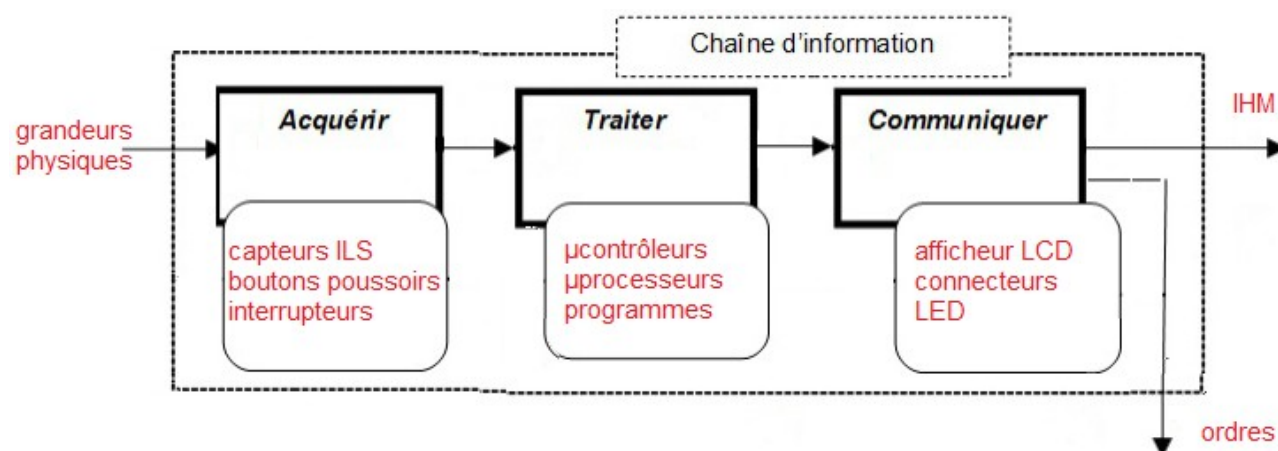 Chaîne d'information
grandeurs
physiques
Acquérir
Traiter
Communiquer
IHM
capteurs ILS
boutons poussoirs
interrupteurs
µcontrôleurs
µprocesseurs
programmes
afficheur LCD
connecteurs
LED
ordres